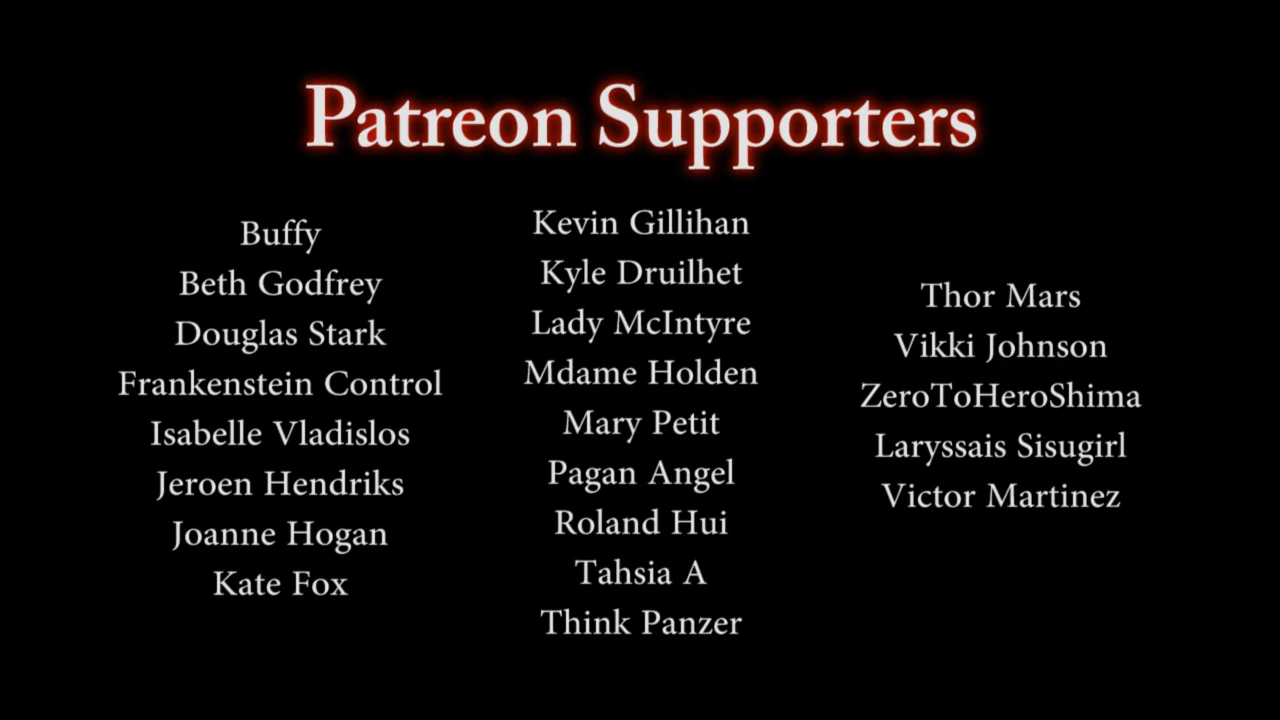 Patreon Supporters
Buffy
Beth Godfrey
Douglas Stark
Frankenstein Control
Isabelle Vladislos
Jeroen Hendriks
Joanne Hogan
Kate Fox
Kevin Gillihan
Kyle Druilhet
Lady McIntyre
Mdame Holden
Mary Petit
Pagan Angel
Roland Hui
Tahsia A
Think Panzer
Thor Mars
Vikki Johnson
ZeroToHeroShima
Laryssais Sisugirl
Victor Martinez